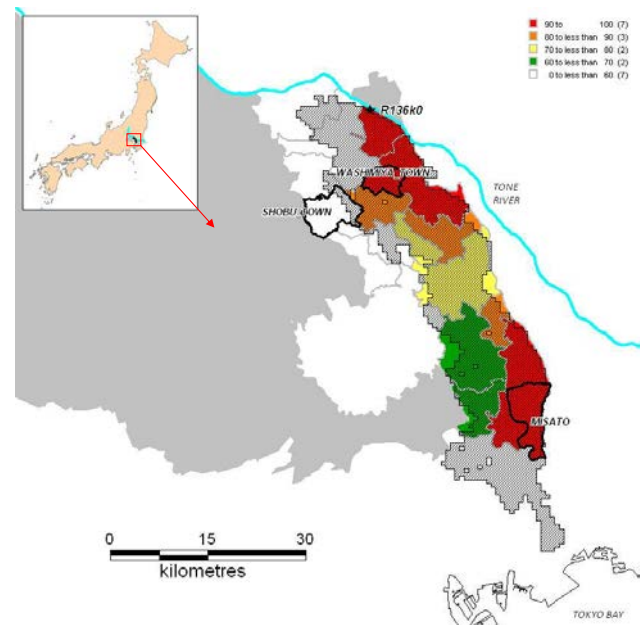 90 to 100 (7)
80 to less than 90 (3)
70 to less than 80 (2)
60 to less than 70 (2)
0 to less than 60 (7)
R136k0
WASHIMIYA TOWN
TONE
RIVER
SHOBU TOWN
MISATO
0 15 30
kilometres
TOKYO BAY